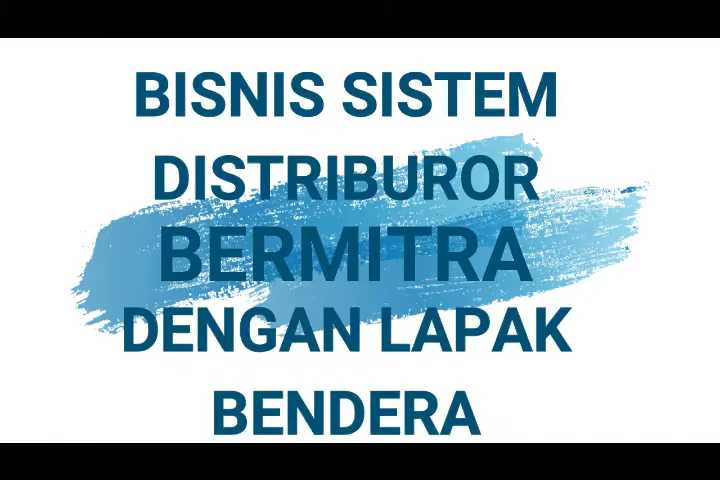 BISNIS SISTEM
DISTRIBUROR
BERMITRA
DENGAN LAPAK
BENDERA